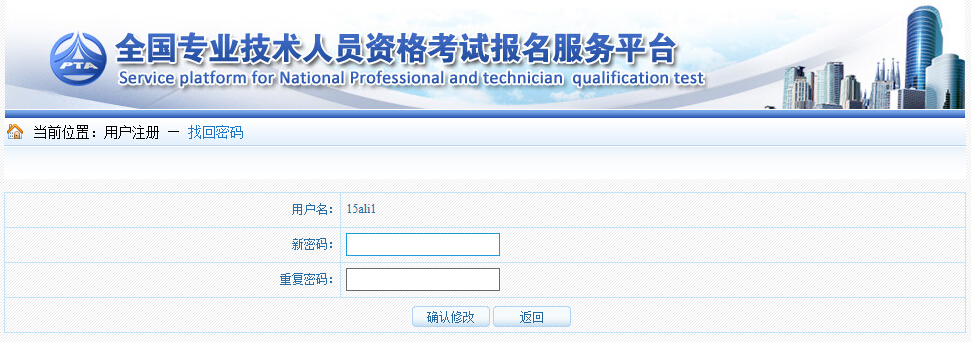 PTA
全国专业技术人员资格考试报名服务平台
Service platform for National Professional and technician qualification test
当前位置：用户注册 — 找回密码
用户名： 15ali1
新密码：
重复密码：
确认修改 返回